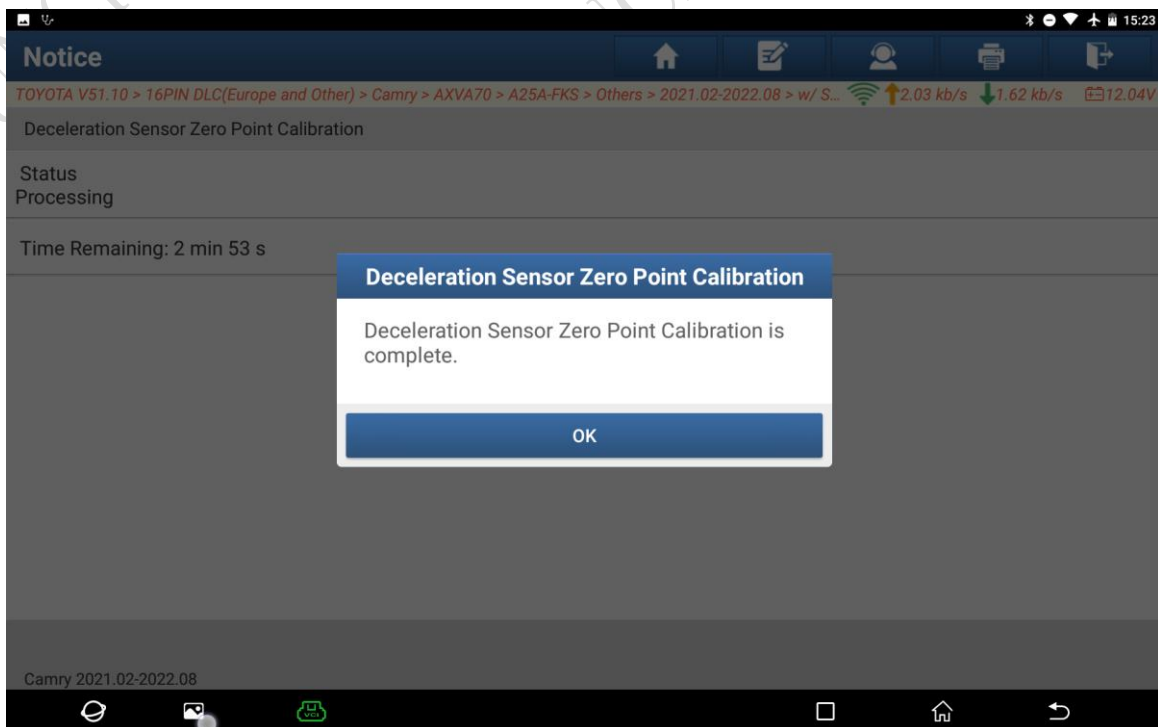 15:23
Notice
TOYOTA V51.10 > 16PIN DLC(Europe and Other) > Camry > AXVA70 > A25A-FKS > Others > 2021.02-2022.08 > w/ S... 2.03 kb/s 1.62 kb/s 12.04V
Deceleration Sensor Zero Point Calibration
Status
Processing
Time Remaining: 2 min 53 s
Deceleration Sensor Zero Point Calibration
Deceleration Sensor Zero Point Calibration is
complete.
OK
Camry 2021.02-2022.08
VCI